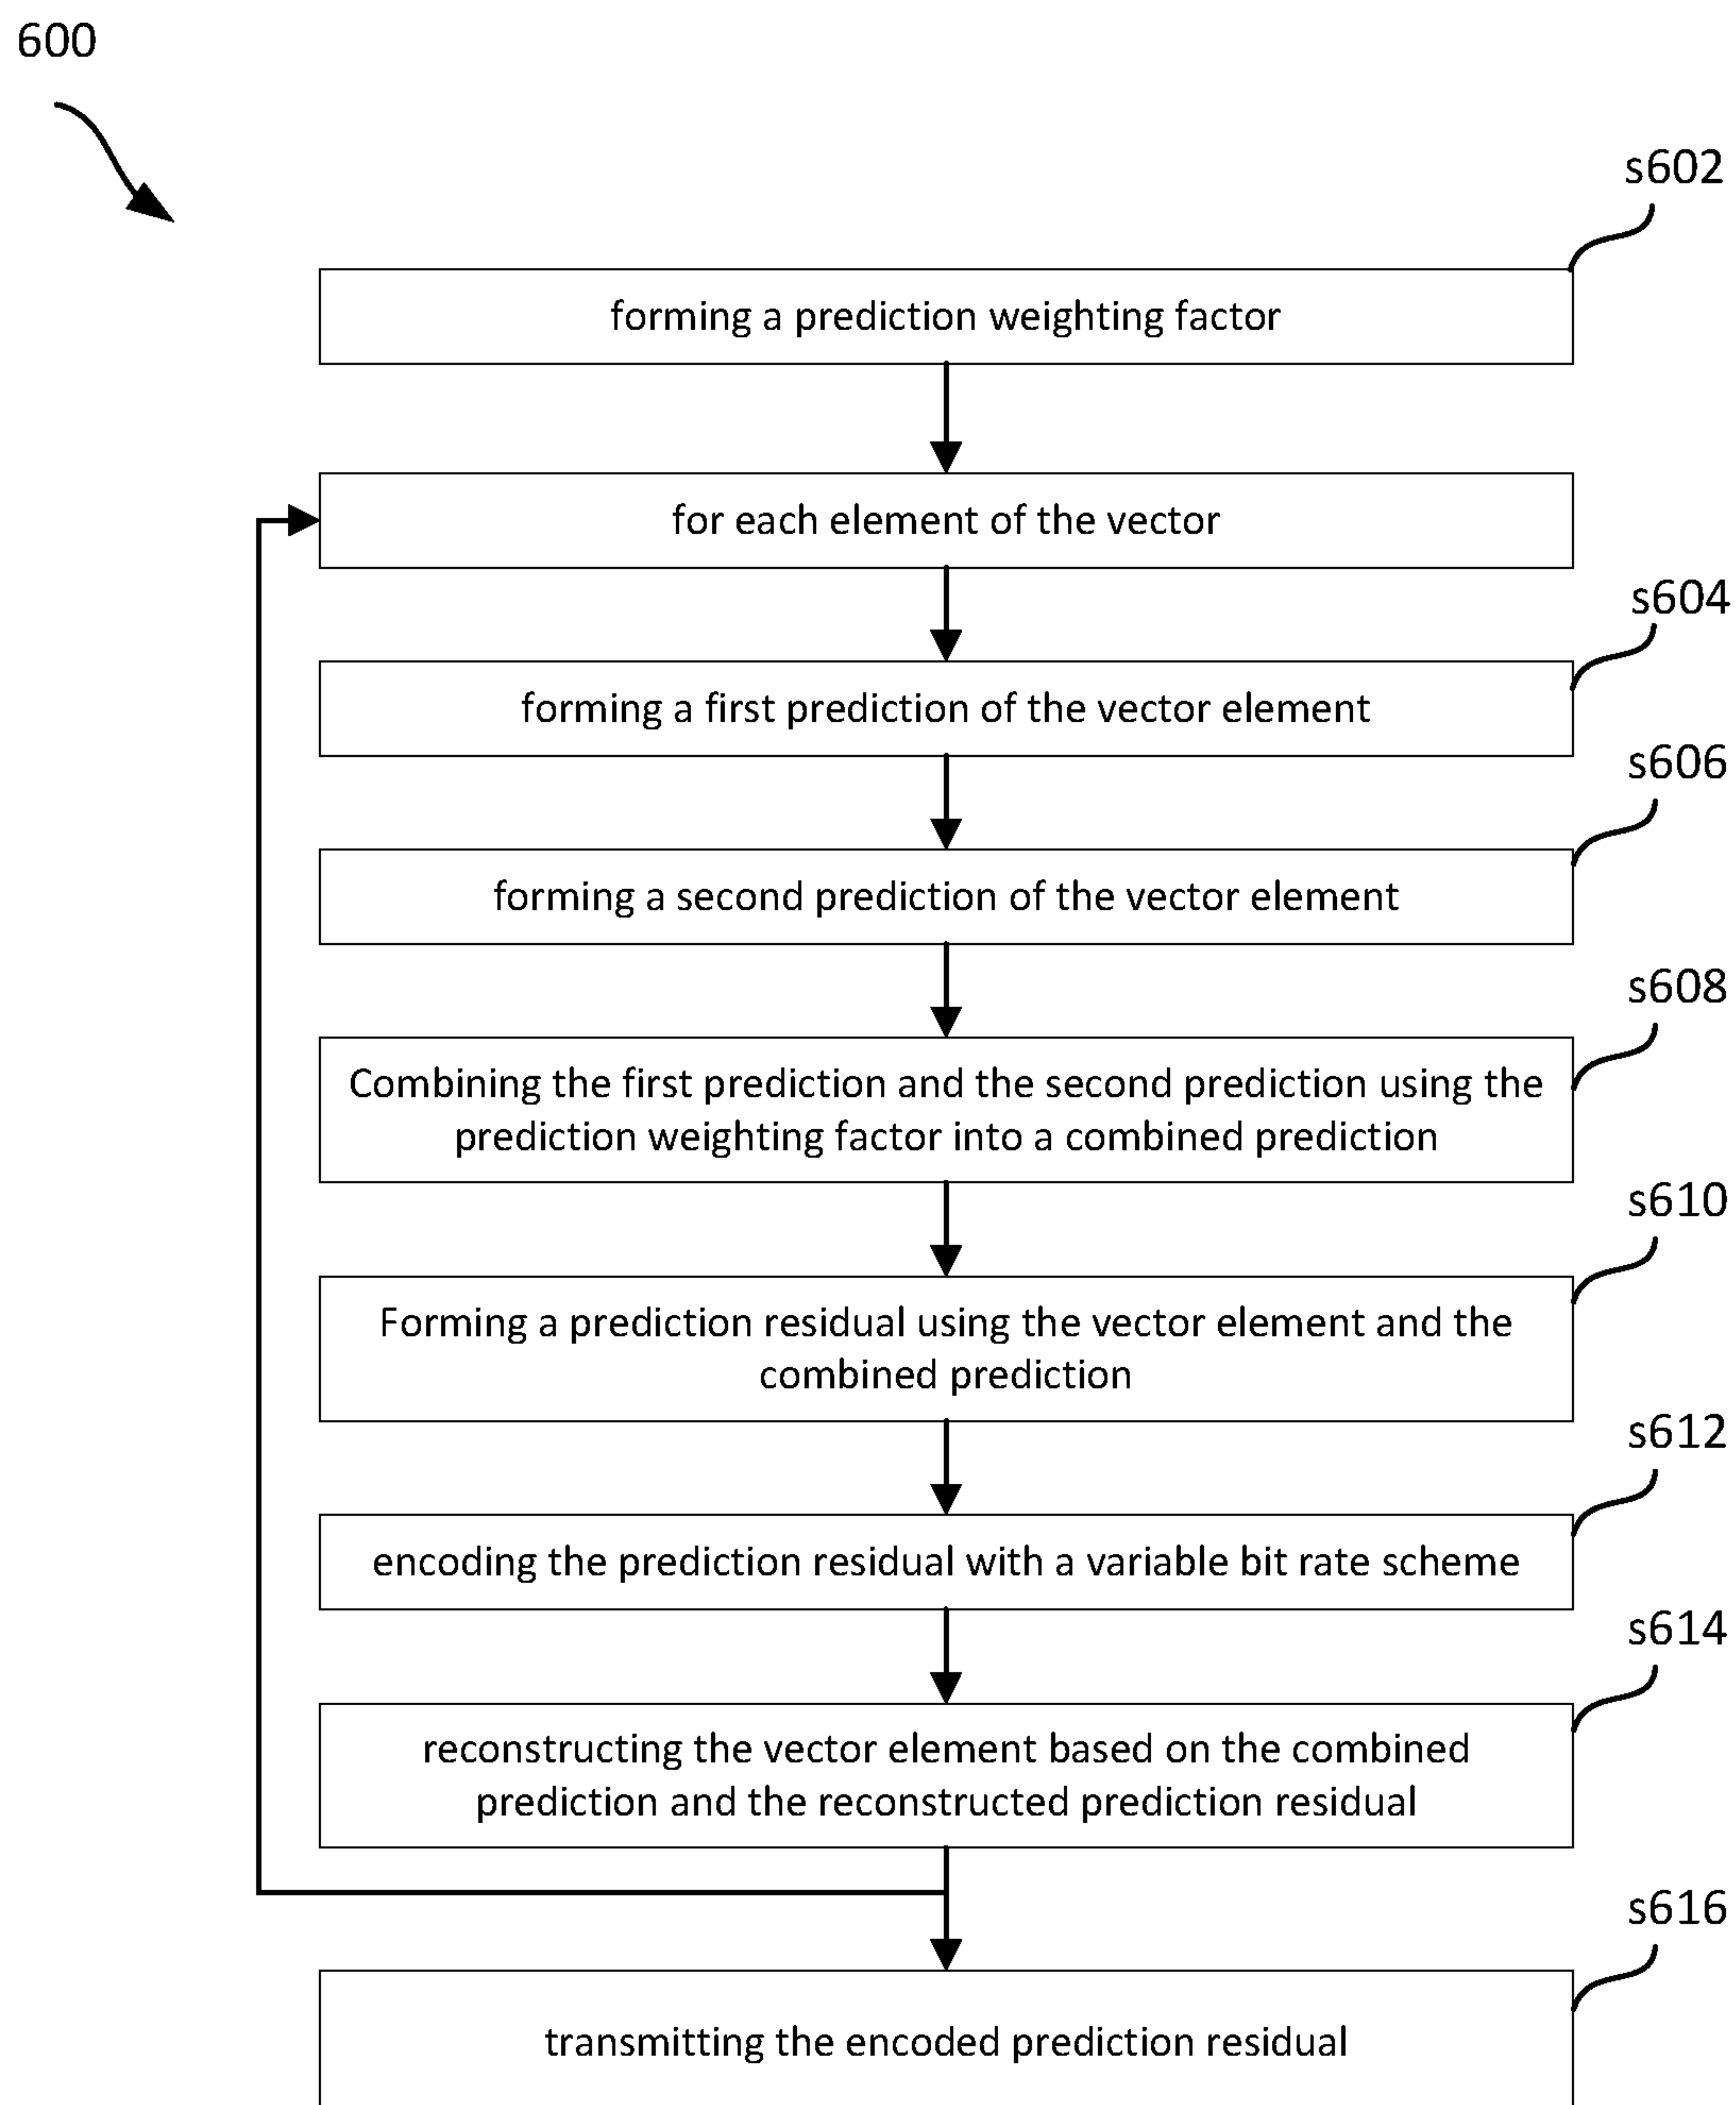 600
s602
forming a prediction weighting factor
for each element of the vector
s604
forming a first prediction of the vector element
s606
forming a second prediction of the vector element
s608
Combining the first prediction and the second prediction using the
prediction weighting factor into a combined prediction
s610
Forming a prediction residual using the vector element and the
combined prediction
s612
encoding the prediction residual with a variable bit rate scheme
s614
reconstructing the vector element based on the combined
prediction and the reconstructed prediction residual
s616
transmitting the encoded prediction residual